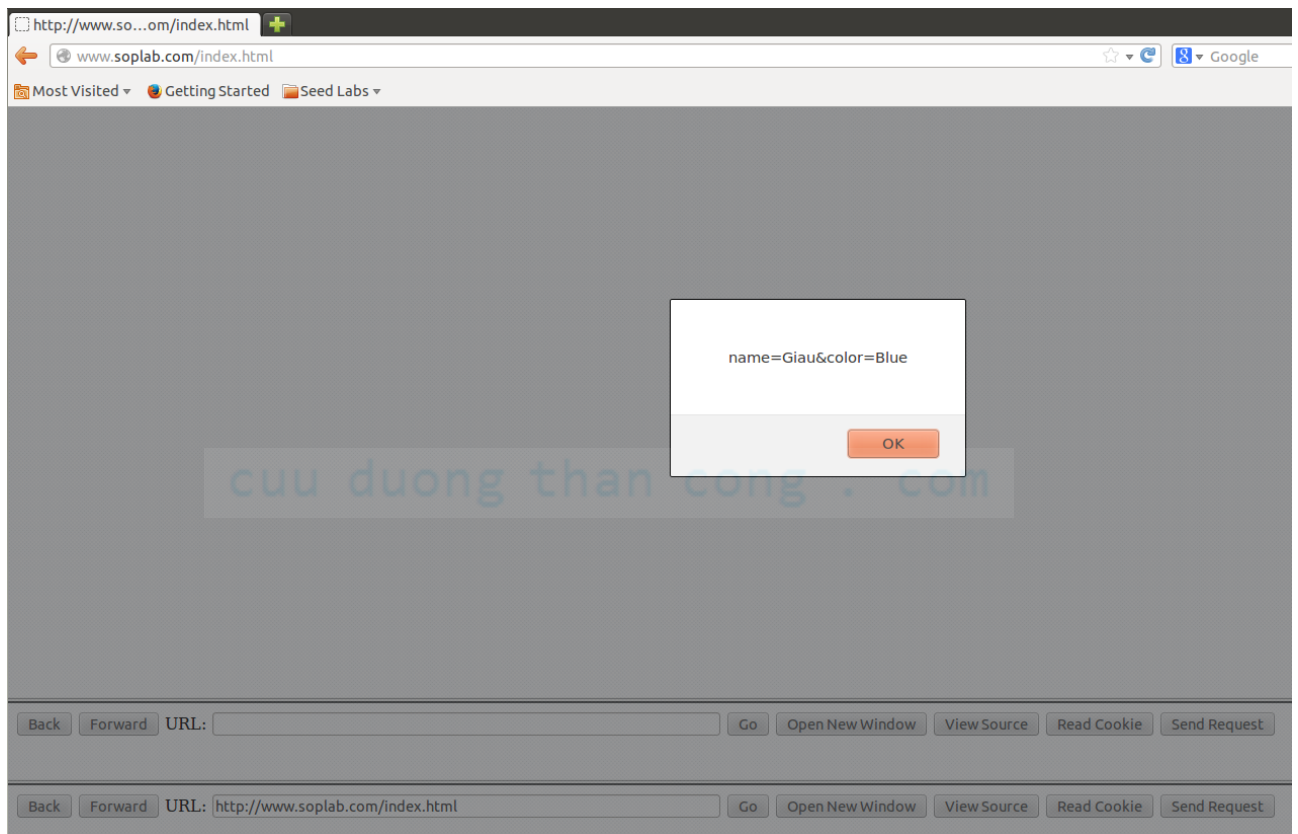 http://www.so...om/index.html
www.soplab.com/index.html
Google
Most Visited Getting Started Seed Labs
name=Giau&color=Blue
OK
cuu duong than cong . com
Back Forward URL: Go Open New Window View Source Read Cookie Send Request
Back Forward URL: http://www.soplab.com/index.html Go Open New Window View Source Read Cookie Send Request